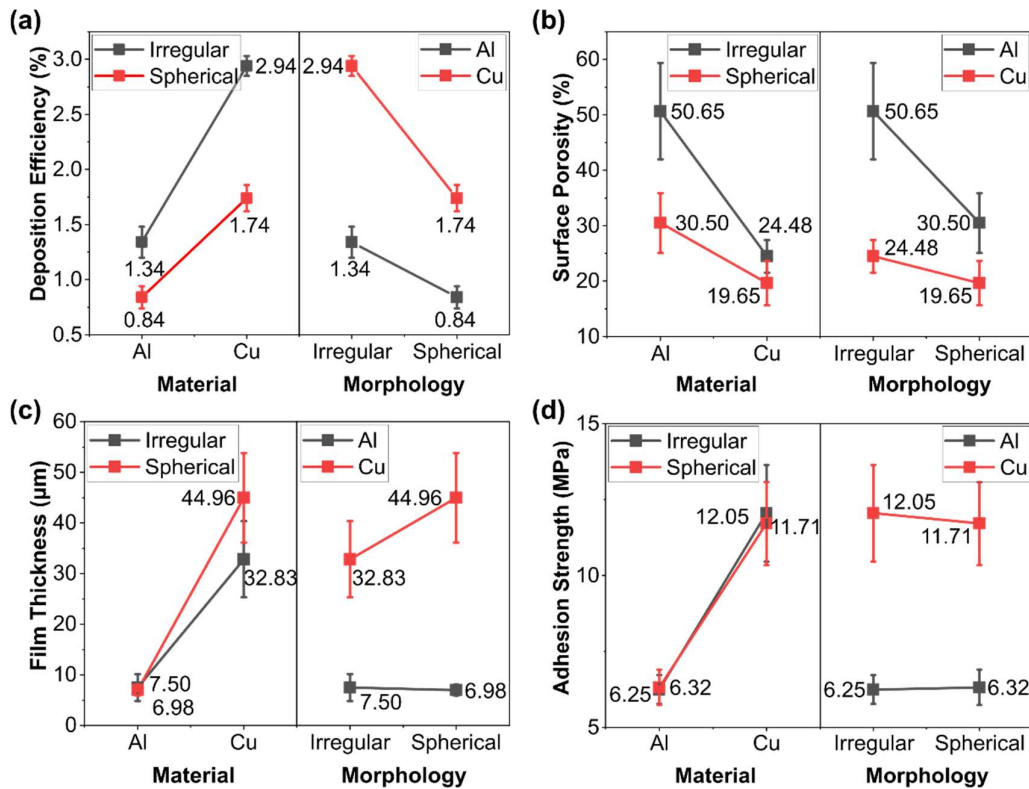 (a)
Deposition Efficiency (%)
3.0
2.5
2.0
1.5
1.0
0.5
Irregular
Spherical
2.94
1.34
1.74
0.84
Al Cu
Material
Al
Cu
2.94
1.74
1.34
0.84
Irregular Spherical
Morphology
(b)
Surface Porosity (%)
60
50
40
30
20
10
Irregular
Spherical
50.65
30.50
24.48
19.65
Al Cu
Material
Al
Cu
50.65
30.50
24.48
19.65
Irregular Spherical
Morphology
(c)
Film Thickness (μm)
60
50
40
30
20
10
0
Irregular
Spherical
44.96
32.83
7.50
6.98
Al Cu
Material
Al
Cu
44.96
32.83
7.50
6.98
Irregular Spherical
Morphology
(d)
Adhesion Strength (MPa)
15
10
5
Irregular
Spherical
12.05
11.71
6.25
6.32
Al Cu
Material
Al
Cu
12.05
11.71
6.25
6.32
Irregular Spherical
Morphology